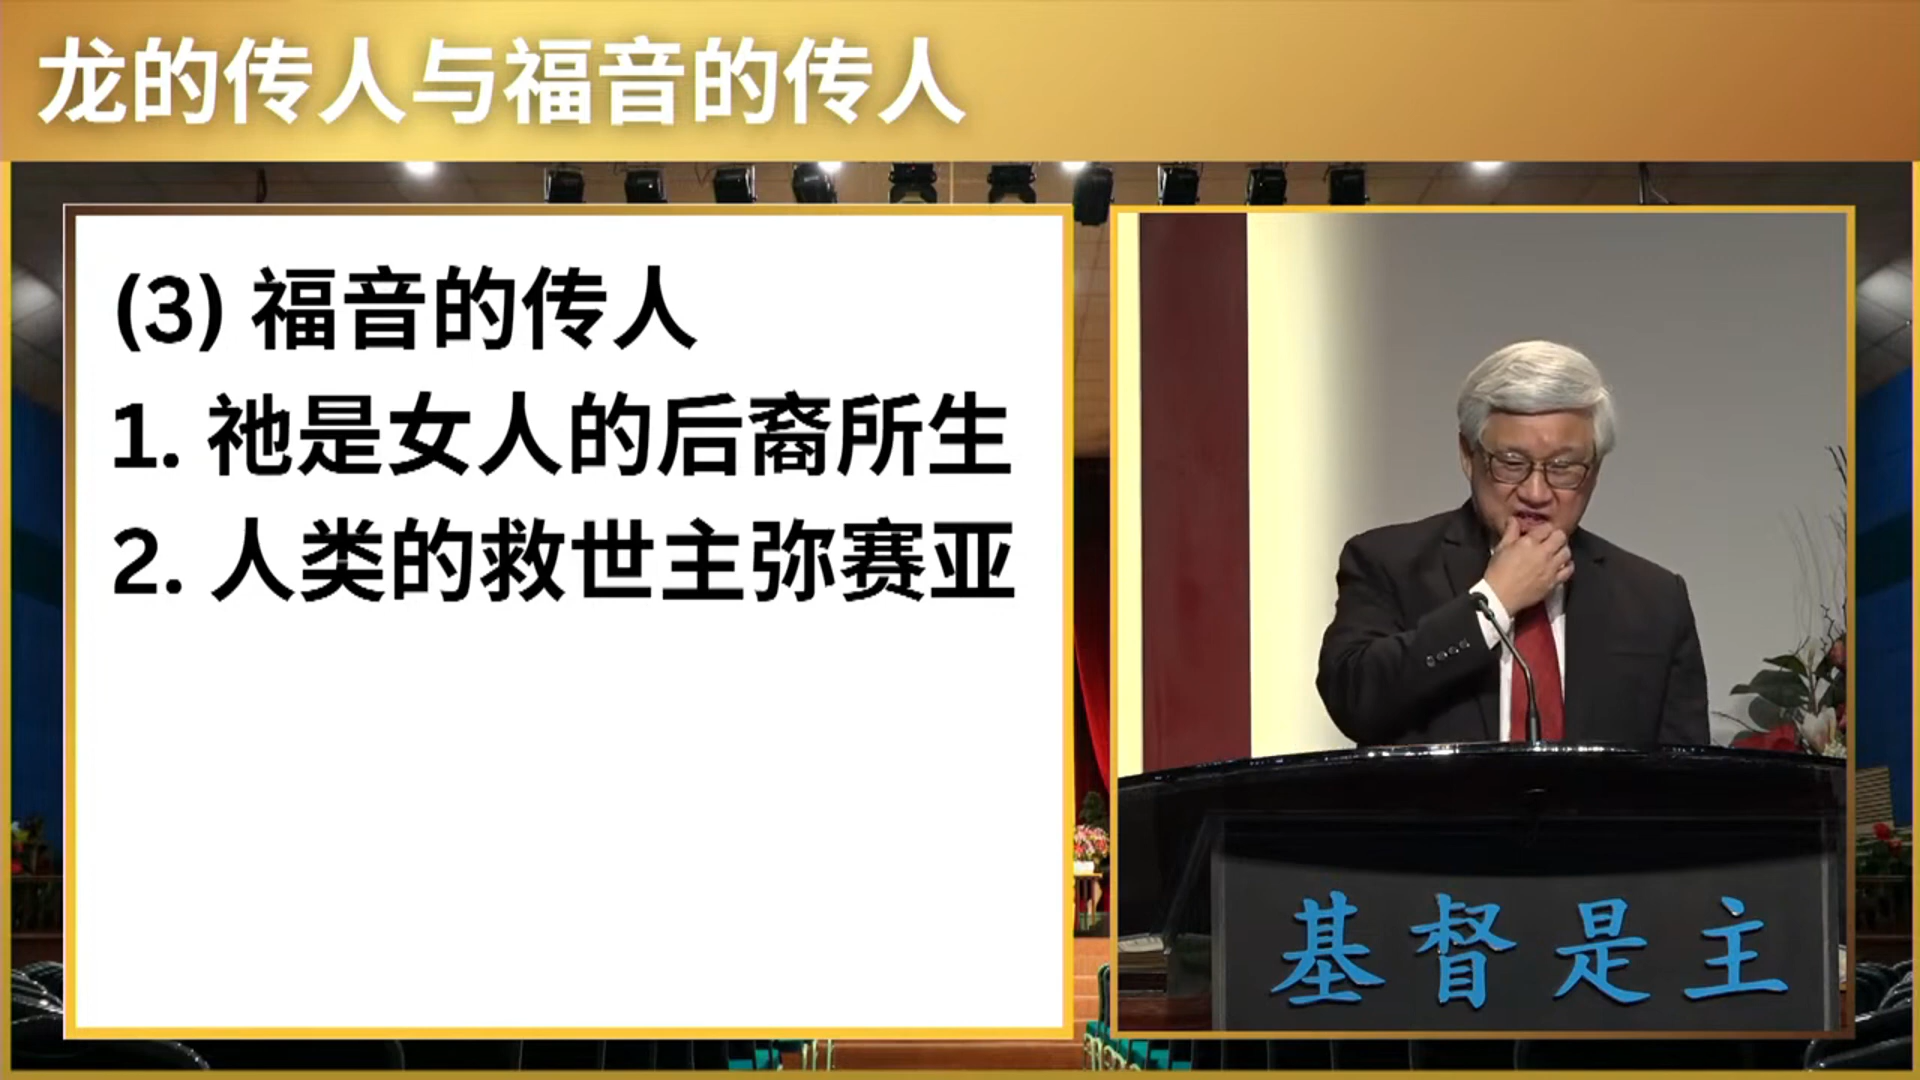 龙的传人与福音的传人
(3) 福音的传人
1. 祂是女人的后裔所生
2. 人类的救世主弥赛亚
基督是主